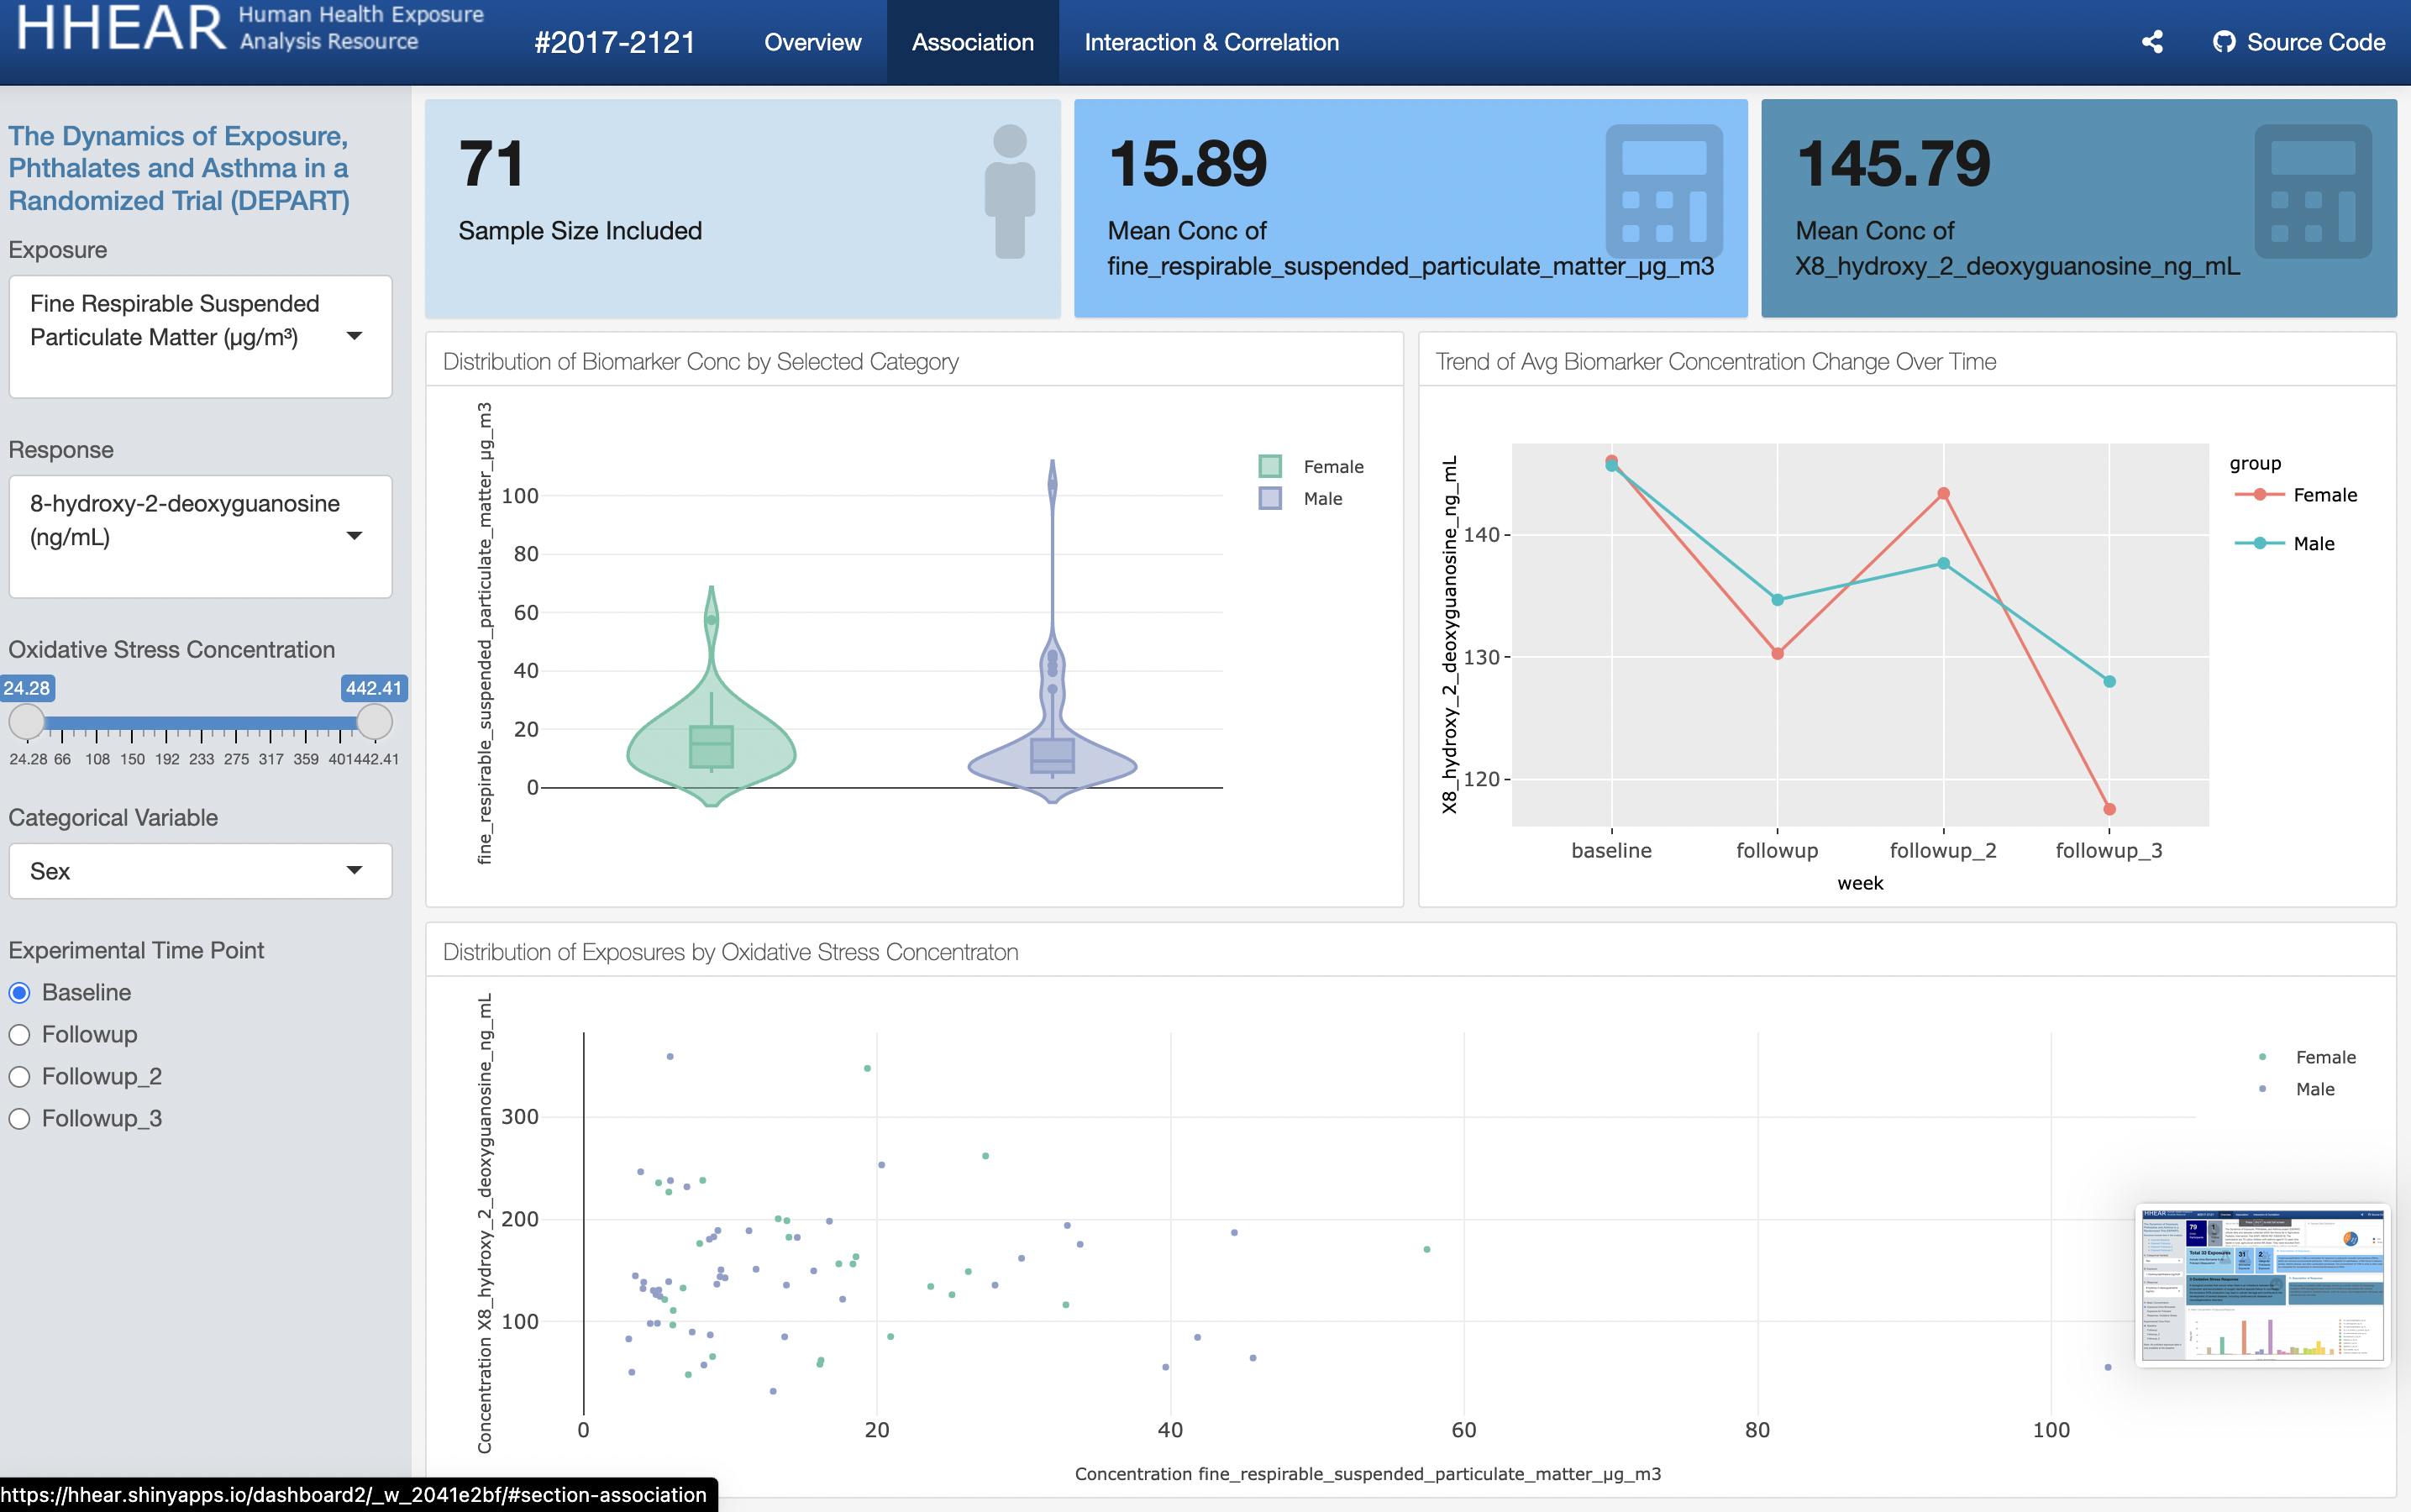 HHEAR Human Health Exposure
Analysis Resource
#2017-2121
Overview
Association
Interaction & Correlation
Source Code
The Dynamics of Exposure,
Phthalates and Asthma in a
Randomized Trial (DEPART)
Exposure
Fine Respirable Suspended
Particulate Matter (µg/m³)
Response
8-hydroxy-2-deoxyguanosine
(ng/mL)
Oxidative Stress Concentration
24.28 442.41
24.28 66 108 150 192 233 275 317 359 401442.41
Categorical Variable
Sex
Experimental Time Point
Baseline
Followup
Followup_2
Followup_3
71
Sample Size Included
15.89
Mean Conc of
fine_respirable_suspended_particulate_matter_µg_m3
145.79
Mean Conc of
X8_hydroxy_2_deoxyguanosine_ng_mL
Distribution of Biomarker Conc by Selected Category
fine_respirable_suspended_particulate_matter_µg_m3
100
80
60
40
20
0
Female
Male
Trend of Avg Biomarker Concentration Change Over Time
X8_hydroxy_2_deoxyguanosine_ng_mL
140
130
120
baseline followup followup_2 followup_3
week
group
Female
Male
Distribution of Exposures by Oxidative Stress Concentraton
Concentration X8_hydroxy_2_deoxyguanosine_ng_mL
300
200
100
0 20 40 60 80 100
Concentration fine_respirable_suspended_particulate_matter_µg_m3
Female
Male
HHEAR
79
Total 33 Exposures
31
https://hhear.shinyapps.io/dashboard2/_w_2041e2bf/#section-association